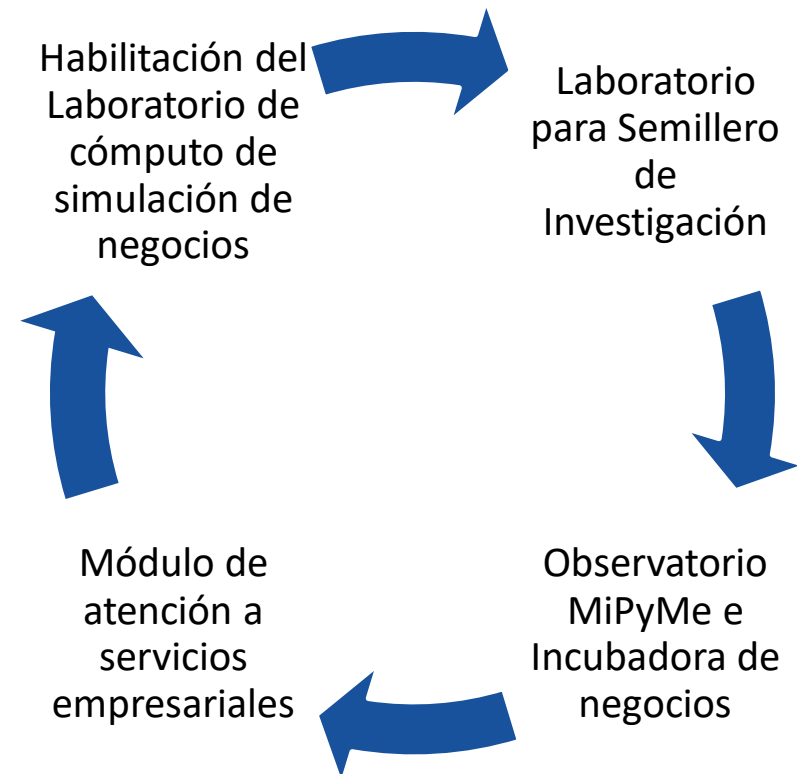 Habilitación del
Laboratorio de
cómputo de
simulación de
negocios
Laboratorio
para Semillero
de
Investigación
Observatorio
MiPyMe e
Incubadora de
negocios
Módulo de
atención a
servicios
empresariales